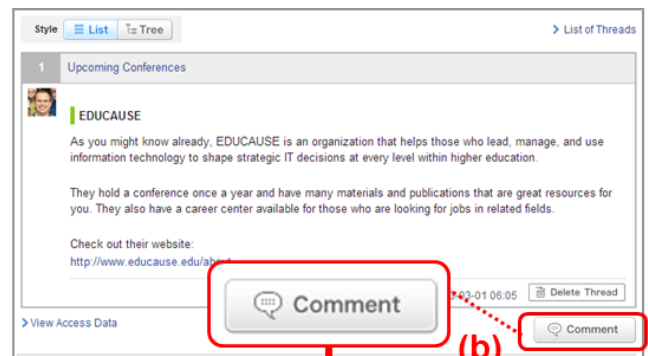 Style List Tree > List of Threads
1 Upcoming Conferences
EDUCAUSE
As you might know already, EDUCAUSE is an organization that helps those who lead, manage, and use
information technology to shape strategic IT decisions at every level within higher education.
They hold a conference once a year and have many materials and publications that are great resources for
you. They also have a career center available for those who are looking for jobs in related fields.
Check out their website:
http://www.educause.edu/about
Comment
-03-01 06:05 Delete Thread
> View Access Data
(b)
Comment